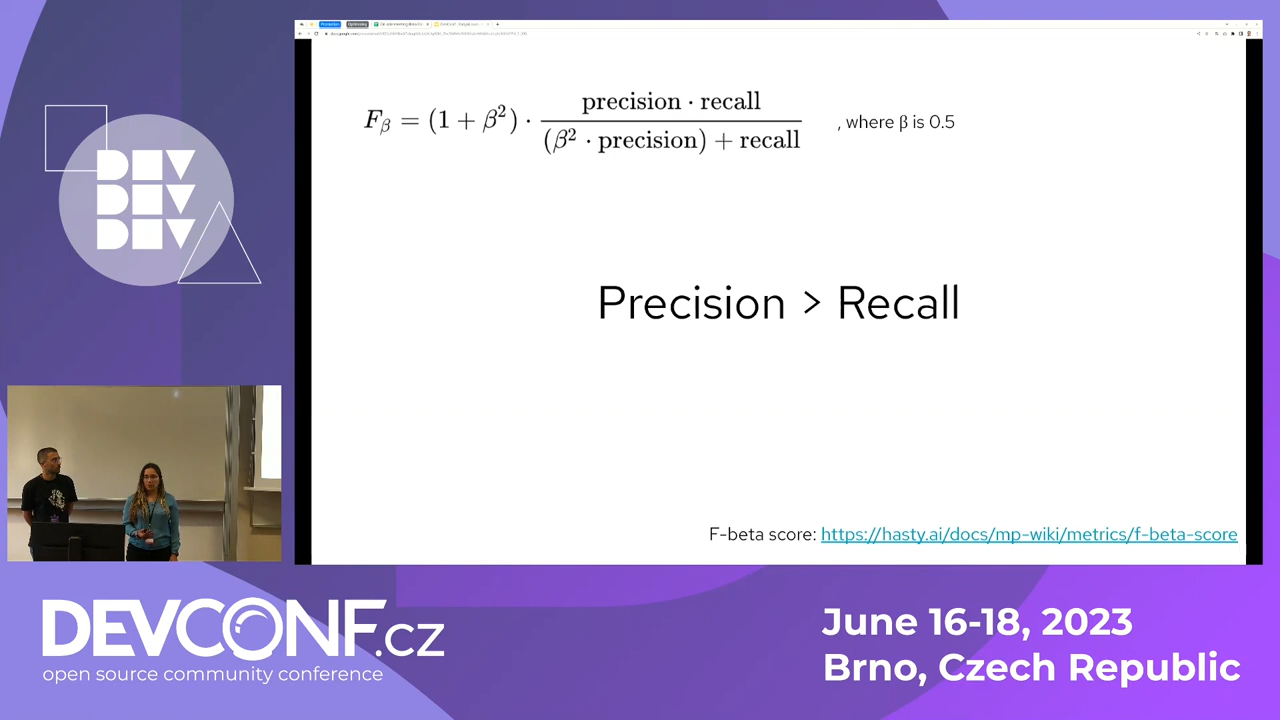 DEV
DEV
DEV
F_β = (1 + β²) · precision · recall / (β² · precision) + recall , where β is 0.5
Precision > Recall
F-beta score: https://hasty.ai/docs/mp-wiki/metrics/f-beta-score
DEVCONF.cz
open source community conference
June 16-18, 2023
Brno, Czech Republic